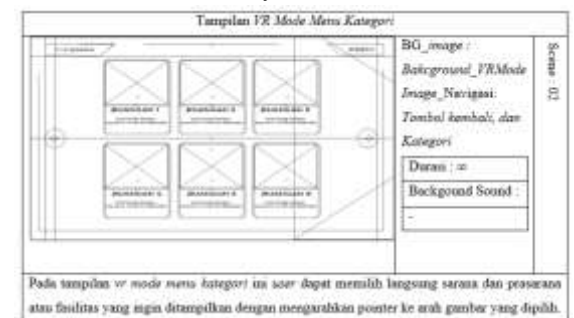 Tampilan VR Mode Menu Kategori
BG_image :
Bakcground_VRMode
Image_Navigasi:
Tombol kembali, dan
Kategori
Durasi : ∞
Backgound Sound :
-
Scene : 02
Pada tampilan vr mode menu kategori ini user dapat memilih langsung sarana dan prasarana
atau fasilitas yang ingin ditampilkan dengan mengarahkan pointer ke arah gambar yang dipilih.